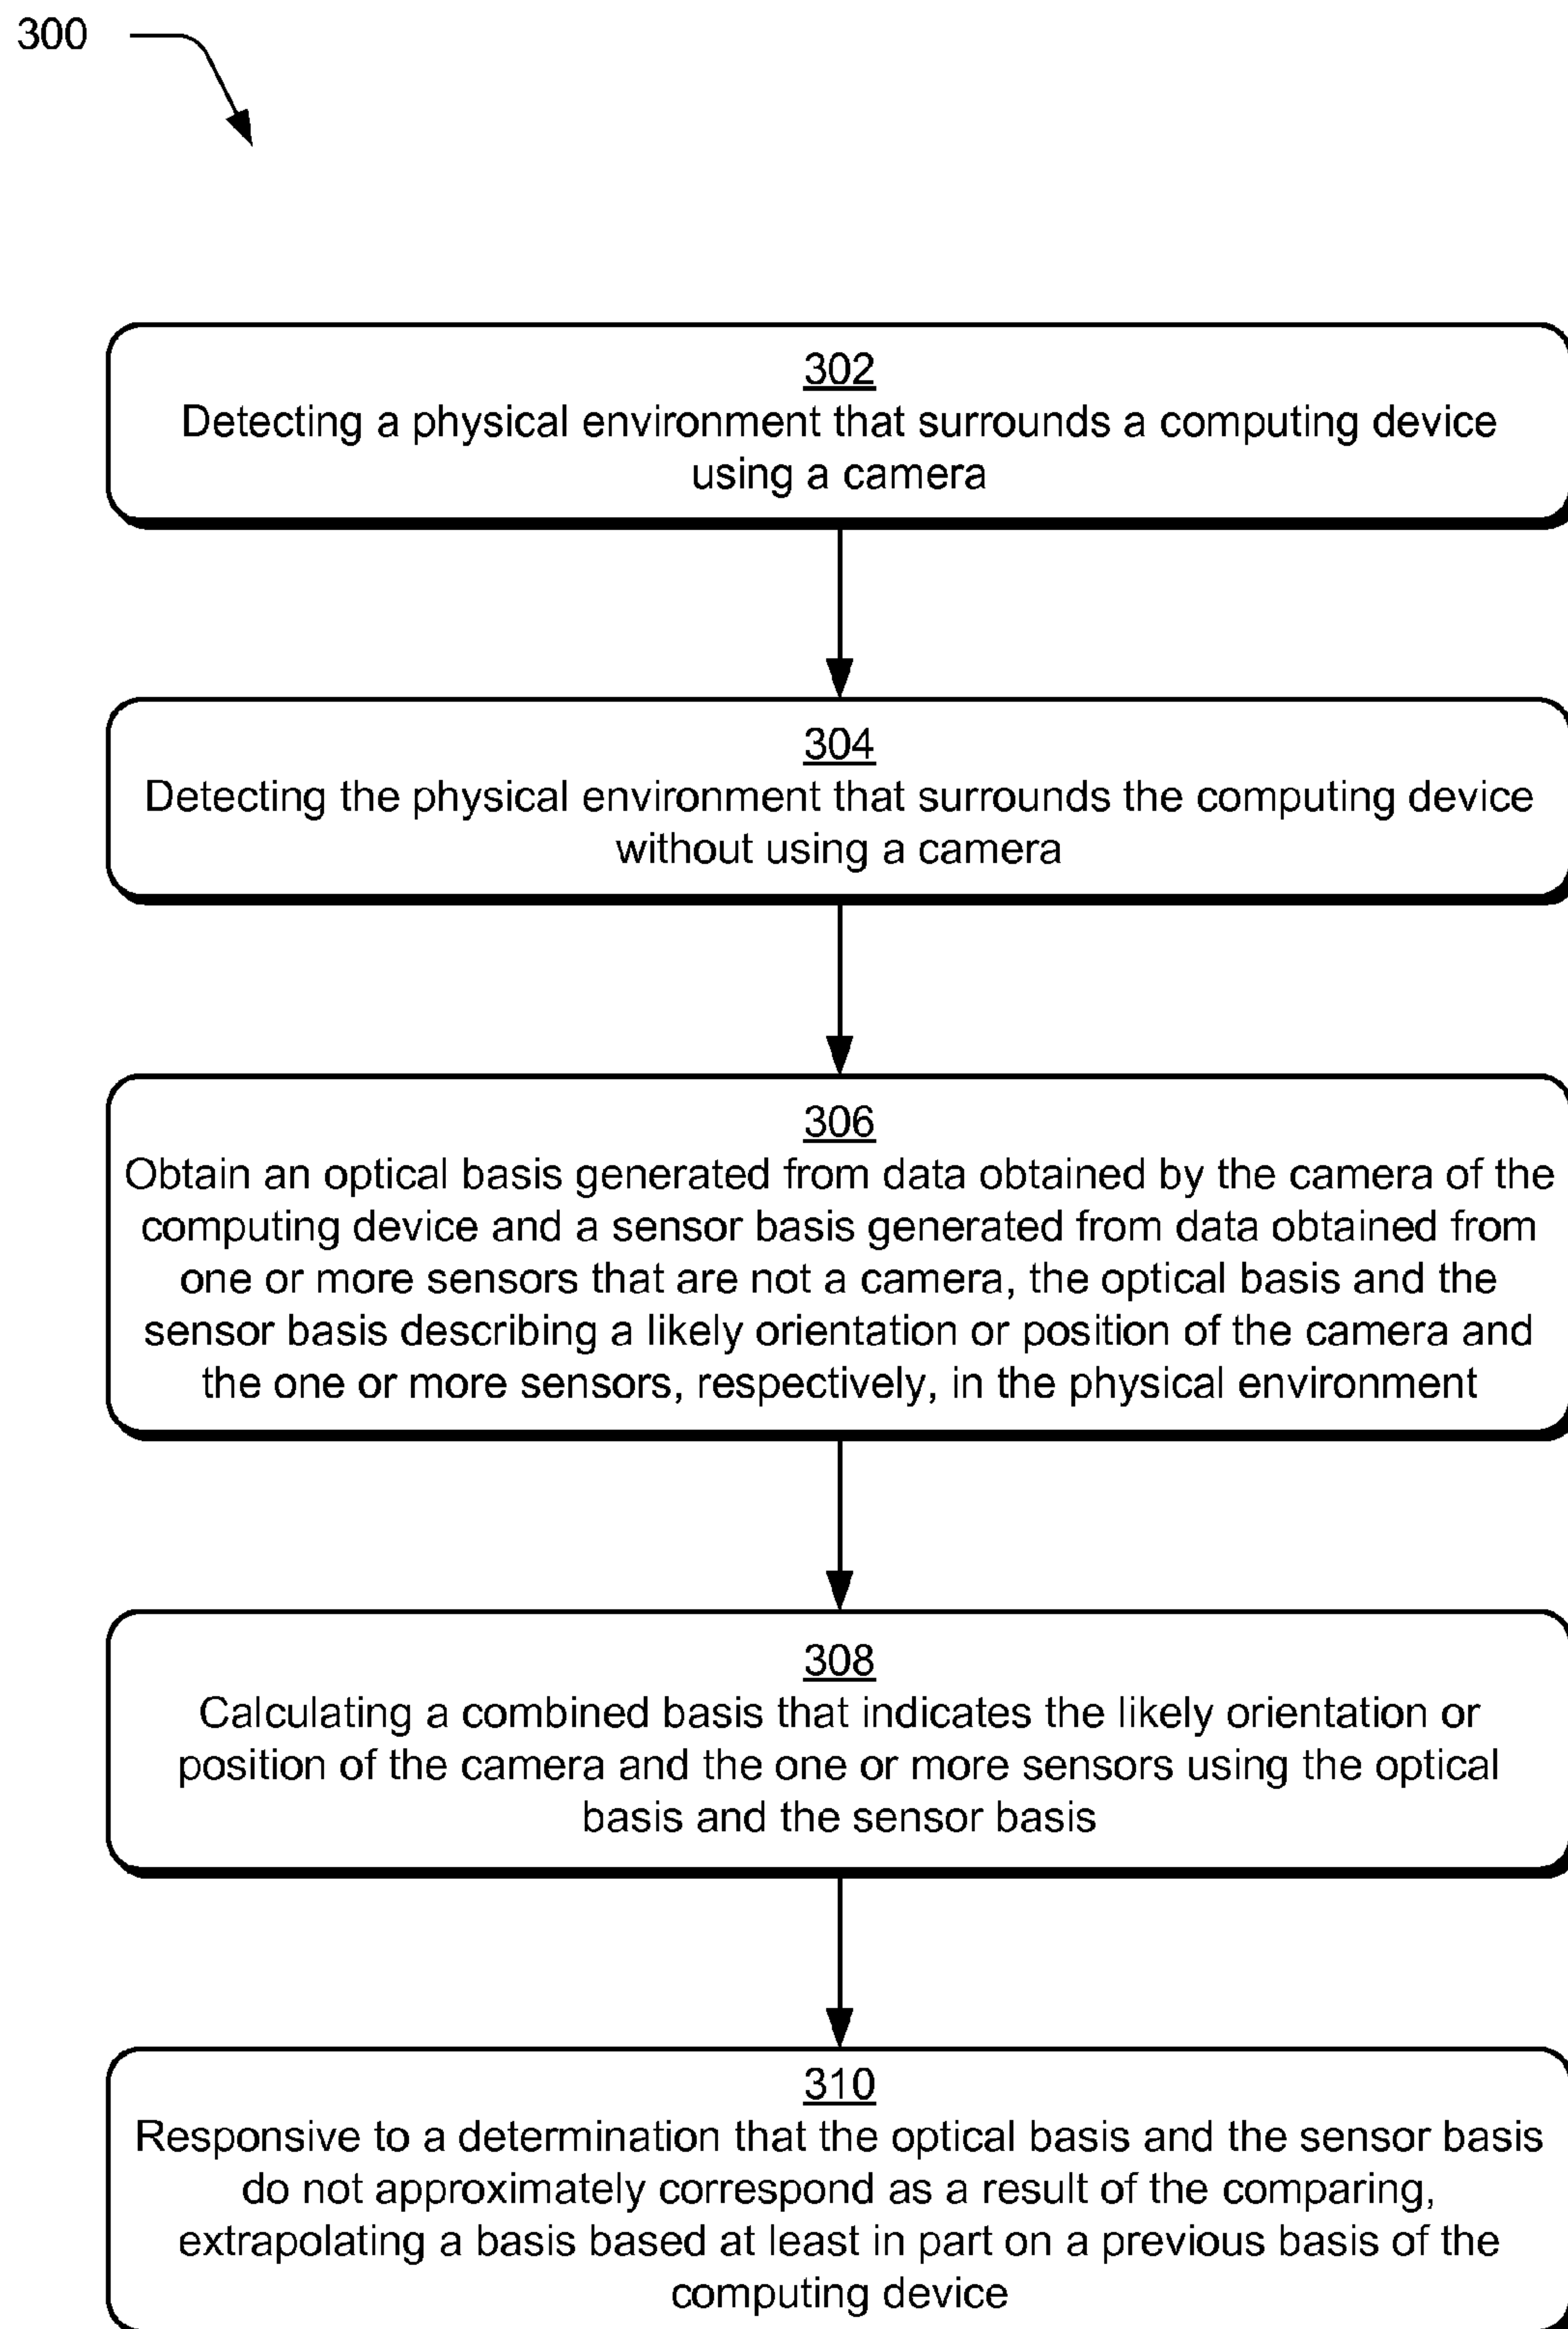 300
302
Detecting a physical environment that surrounds a computing device
using a camera
304
Detecting the physical environment that surrounds the computing device
without using a camera
306
Obtain an optical basis generated from data obtained by the camera of the
computing device and a sensor basis generated from data obtained from
one or more sensors that are not a camera, the optical basis and the
sensor basis describing a likely orientation or position of the camera and
the one or more sensors, respectively, in the physical environment
308
Calculating a combined basis that indicates the likely orientation or
position of the camera and the one or more sensors using the optical
basis and the sensor basis
310
Responsive to a determination that the optical basis and the sensor basis
do not approximately correspond as a result of the comparing,
extrapolating a basis based at least in part on a previous basis of the
computing device